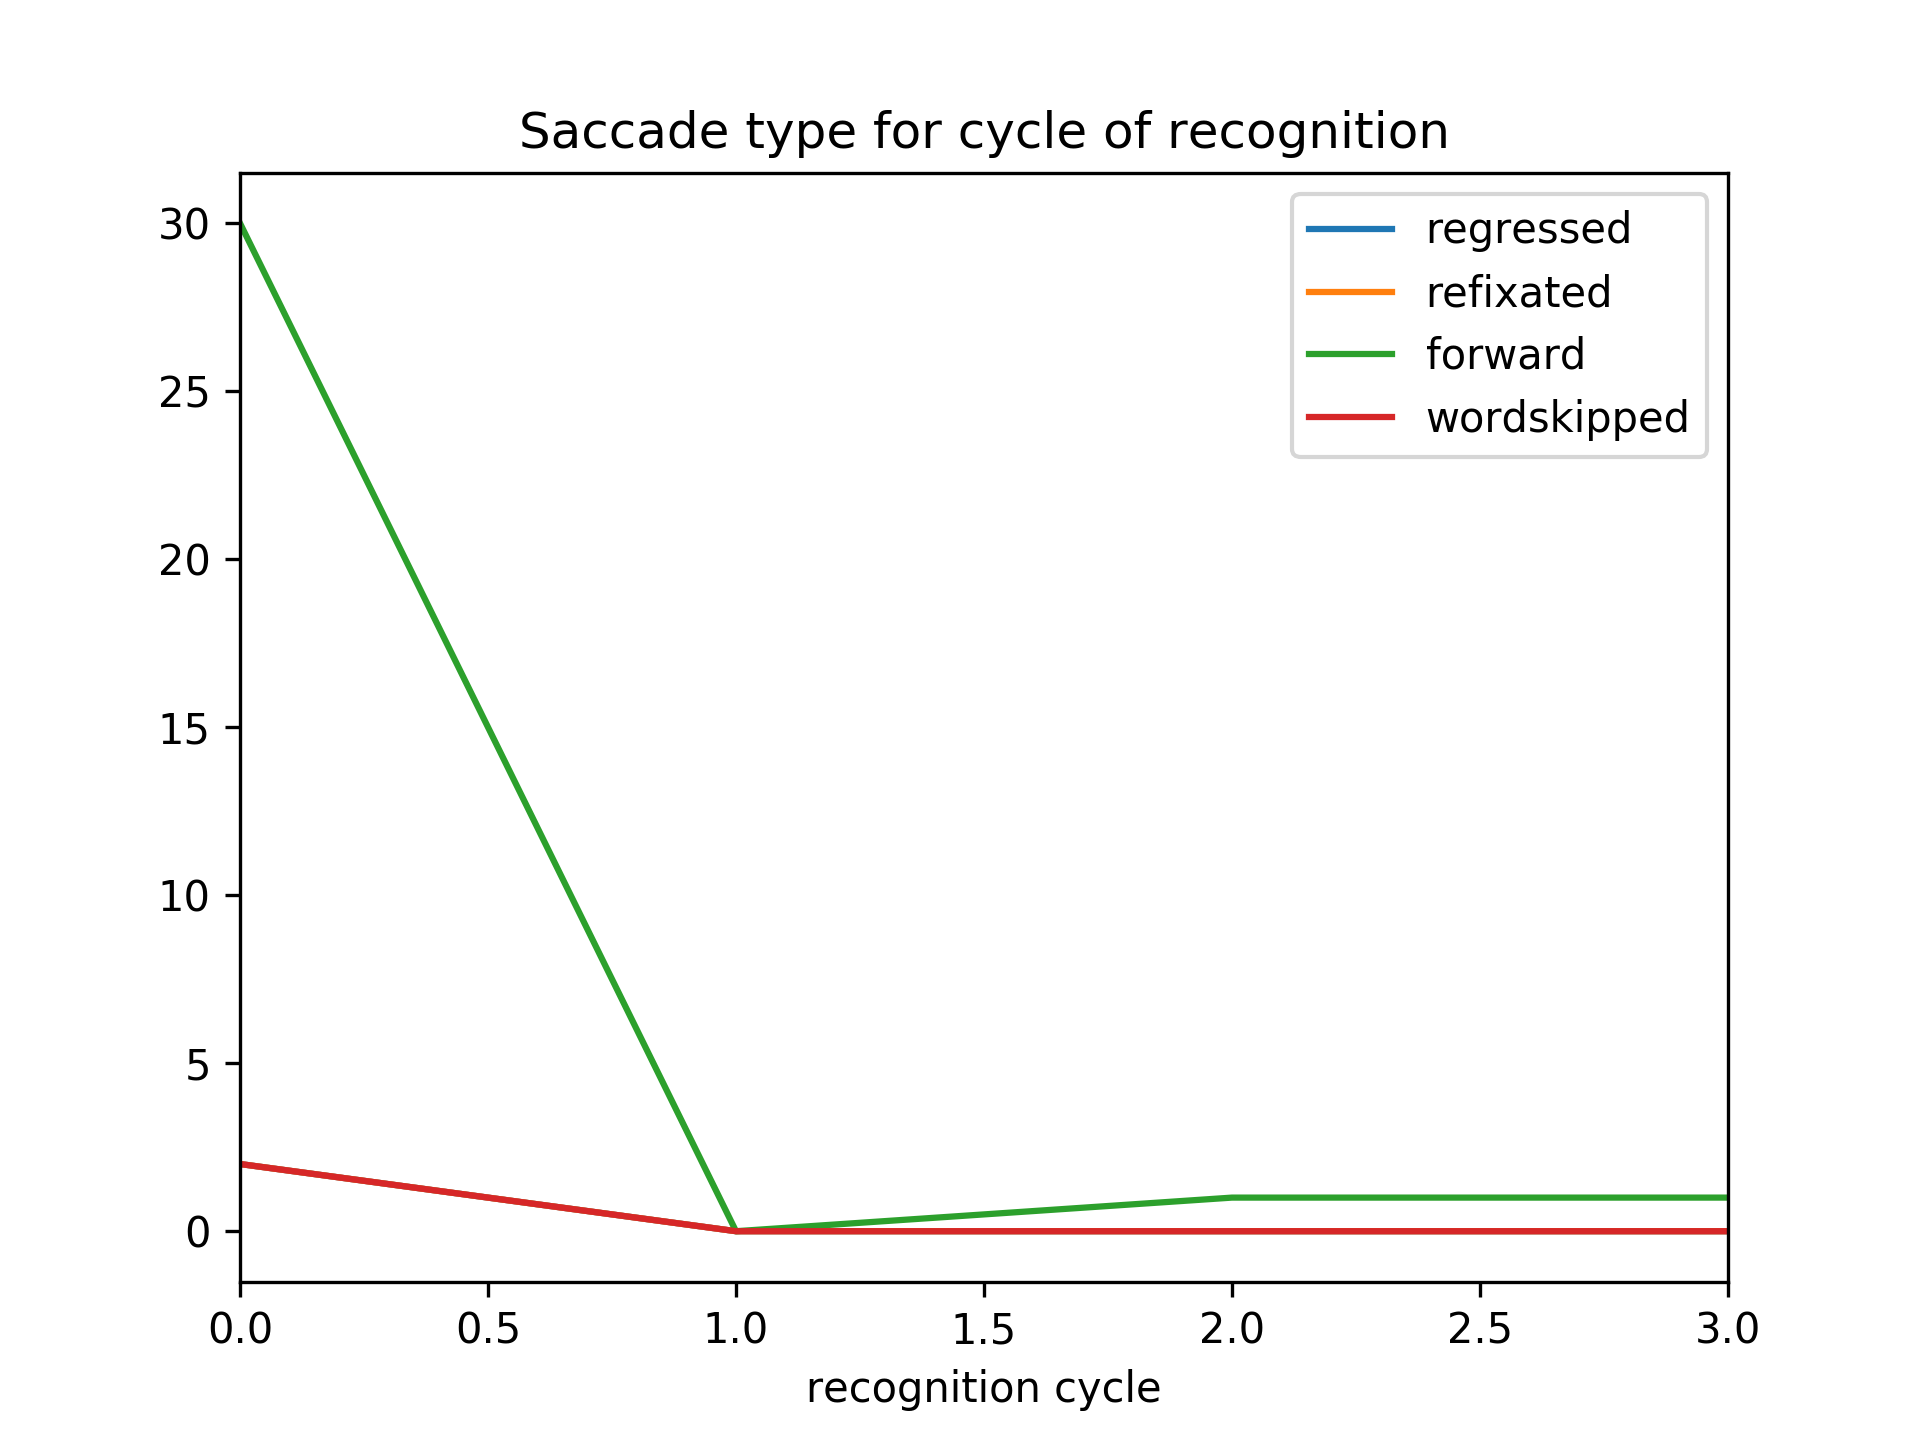 Saccade type for cycle of recognition
30
25
20
15
10
5
0
regressed
refixated
forward
wordskipped
0.0 0.5 1.0 1.5 2.0 2.5 3.0
recognition cycle